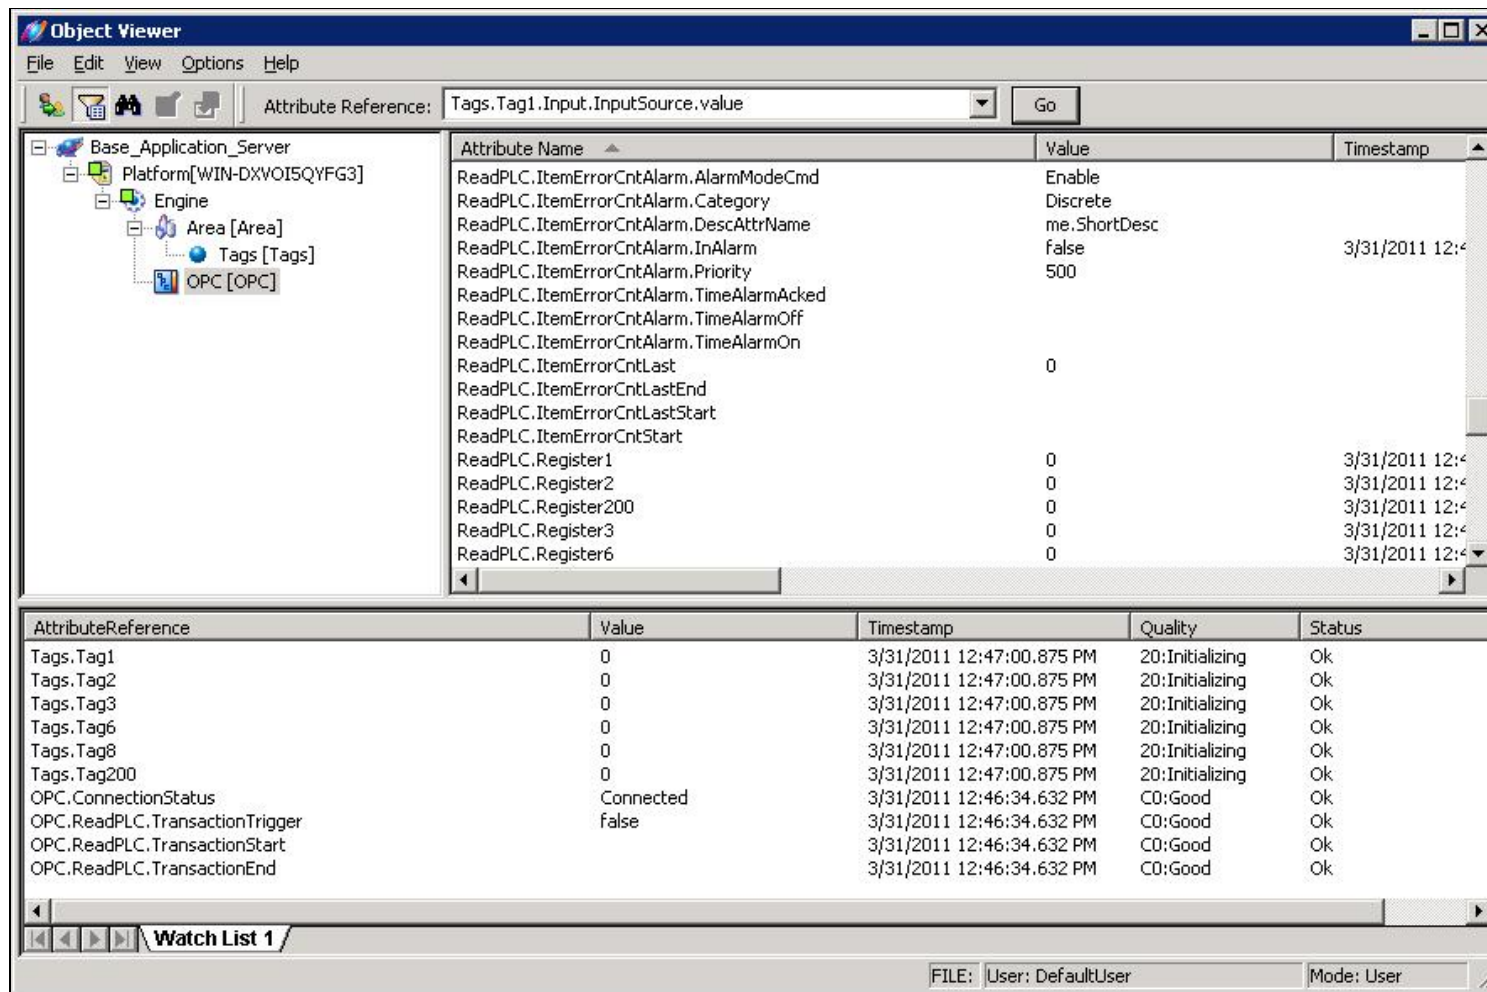 Object Viewer
File Edit View Options Help
Attribute Reference: Tags.Tag1.Input.InputSource.value Go
Base_Application_Server
Platform[WIN-DXVOI5QYFG3]
Engine
Area [Area]
Tags [Tags]
OPC [OPC]
Attribute Name Value Timestamp
ReadPLC.ItemErrorCntAlarm.AlarmModeCmd Enable
ReadPLC.ItemErrorCntAlarm.Category Discrete
ReadPLC.ItemErrorCntAlarm.DescAttrName me.ShortDesc
ReadPLC.ItemErrorCntAlarm.InAlarm false 3/31/2011 12:4
ReadPLC.ItemErrorCntAlarm.Priority 500
ReadPLC.ItemErrorCntAlarm.TimeAlarmAcked
ReadPLC.ItemErrorCntAlarm.TimeAlarmOff
ReadPLC.ItemErrorCntAlarm.TimeAlarmOn
ReadPLC.ItemErrorCntLast 0
ReadPLC.ItemErrorCntLastEnd
ReadPLC.ItemErrorCntLastStart
ReadPLC.ItemErrorCntStart
ReadPLC.Register1 0 3/31/2011 12:4
ReadPLC.Register2 0 3/31/2011 12:4
ReadPLC.Register200 0 3/31/2011 12:4
ReadPLC.Register3 0 3/31/2011 12:4
ReadPLC.Register6 0 3/31/2011 12:4
AttributeReference Value Timestamp Quality Status
Tags.Tag1 0 3/31/2011 12:47:00.875 PM 20:Initializing Ok
Tags.Tag2 0 3/31/2011 12:47:00.875 PM 20:Initializing Ok
Tags.Tag3 0 3/31/2011 12:47:00.875 PM 20:Initializing Ok
Tags.Tag6 0 3/31/2011 12:47:00.875 PM 20:Initializing Ok
Tags.Tag8 0 3/31/2011 12:47:00.875 PM 20:Initializing Ok
Tags.Tag200 0 3/31/2011 12:47:00.875 PM 20:Initializing Ok
OPC.ConnectionStatus Connected 3/31/2011 12:46:34.632 PM C0:Good Ok
OPC.ReadPLC.TransactionTrigger false 3/31/2011 12:46:34.632 PM C0:Good Ok
OPC.ReadPLC.TransactionStart 3/31/2011 12:46:34.632 PM C0:Good Ok
OPC.ReadPLC.TransactionEnd 3/31/2011 12:46:34.632 PM C0:Good Ok
Watch List 1
FILE: User: DefaultUser Mode: User